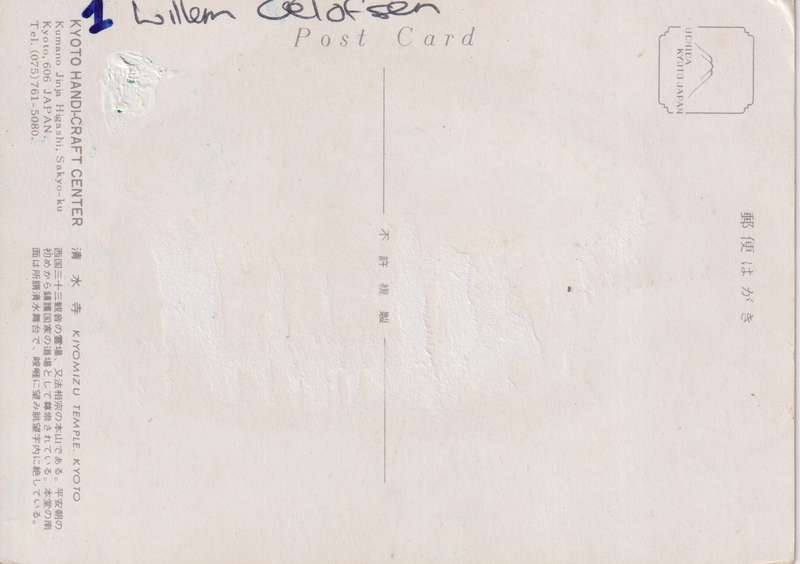 1 Willem Oelofsen
Post Card
UCHIDA
KYOTO JAPAN
郵便はがき
不許複製
清水寺 KIYOMIZU TEMPLE. KYOTO
西国三十三観音の霊場、又法相宗の本山である。平安朝の
初めから鎮護国家の道場として尊崇されている。本堂の南
面は所謂清水舞台で、断崖に望み眺望宇内に絶している。
KYOTO HANDI-CRAFT CENTER
Kumano Jinja Higashi, Sakyo-ku
Kyoto, 606 JAPAN.
Tel. (075)761-5080.